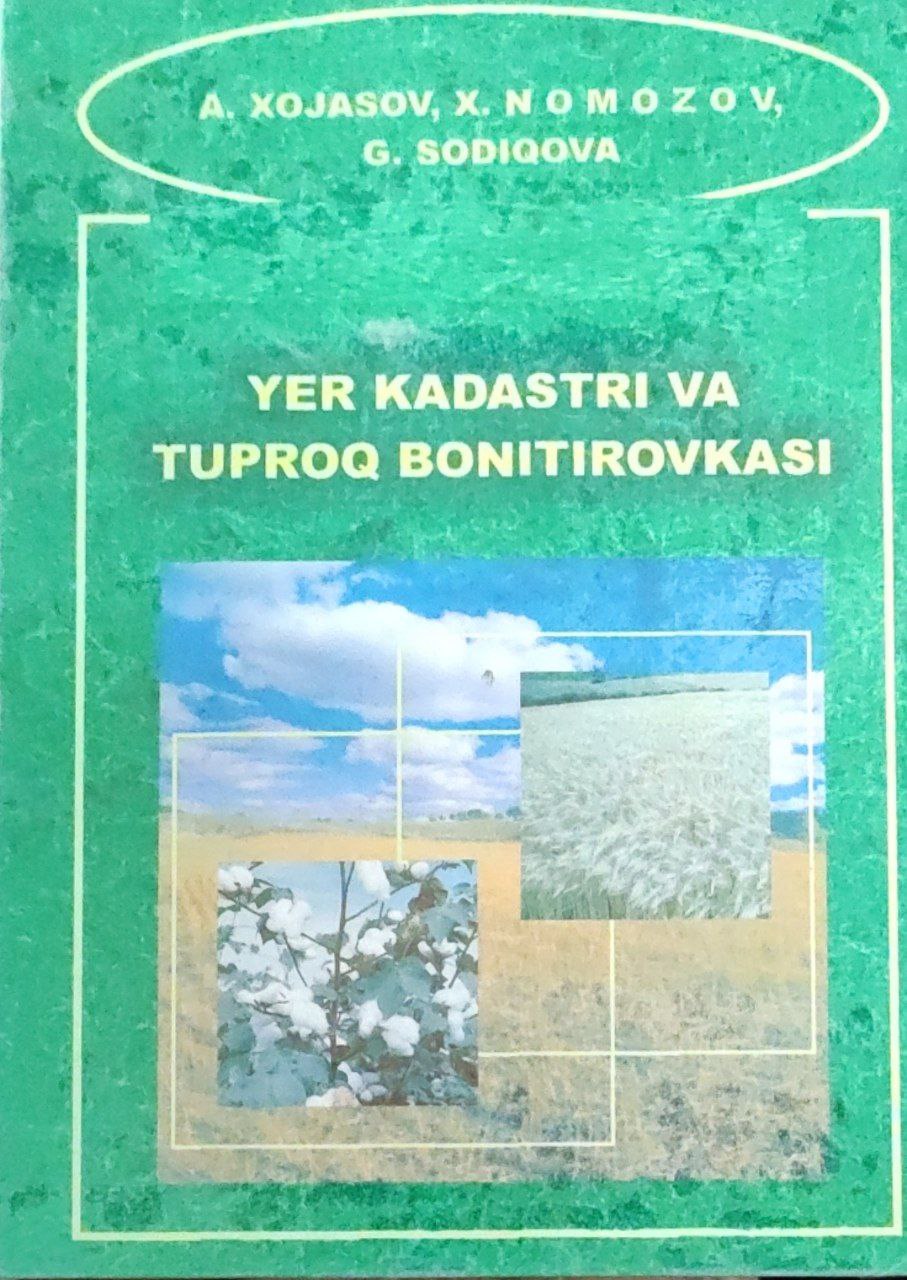 A. XOJASOV, X. N O M O Z O V,
G. SODIQOVA
YER KADASTRI VA
TUPROQ BONITIROVKASI